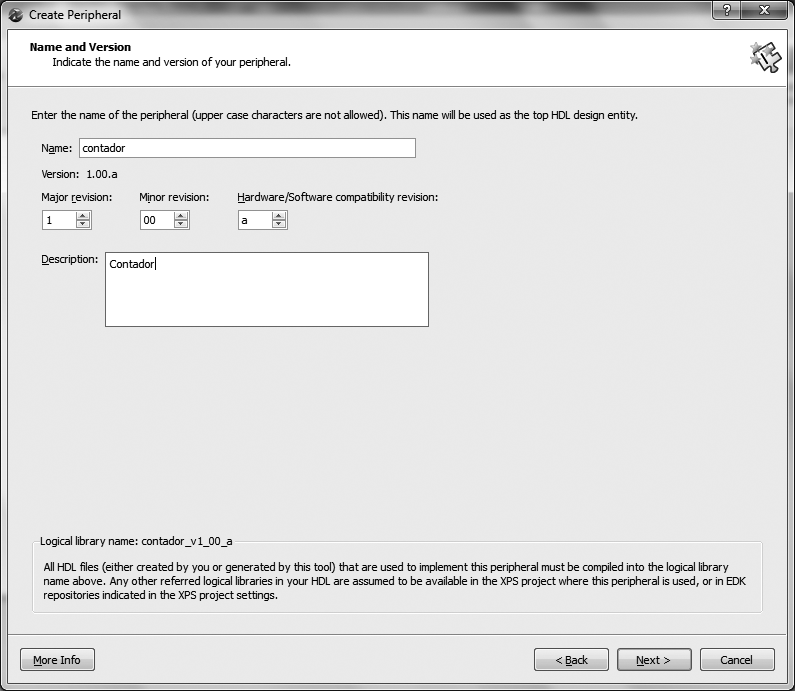 Create Peripheral
?
Name and Version
Indicate the name and version of your peripheral.
Enter the name of the peripheral (upper case characters are not allowed). This name will be used as the top HDL design entity.
Name: contador
Version: 1.00.a
Major revision: Minor revision: Hardware/Software compatibility revision:
1 00 a
Description: Contador
Logical library name: contador_v1_00_a
All HDL files (either created by you or generated by this tool) that are used to implement this peripheral must be compiled into the logical library
name above. Any other referred logical libraries in your HDL are assumed to be available in the XPS project where this peripheral is used, or in EDK
repositories indicated in the XPS project settings.
More Info < Back Next > Cancel